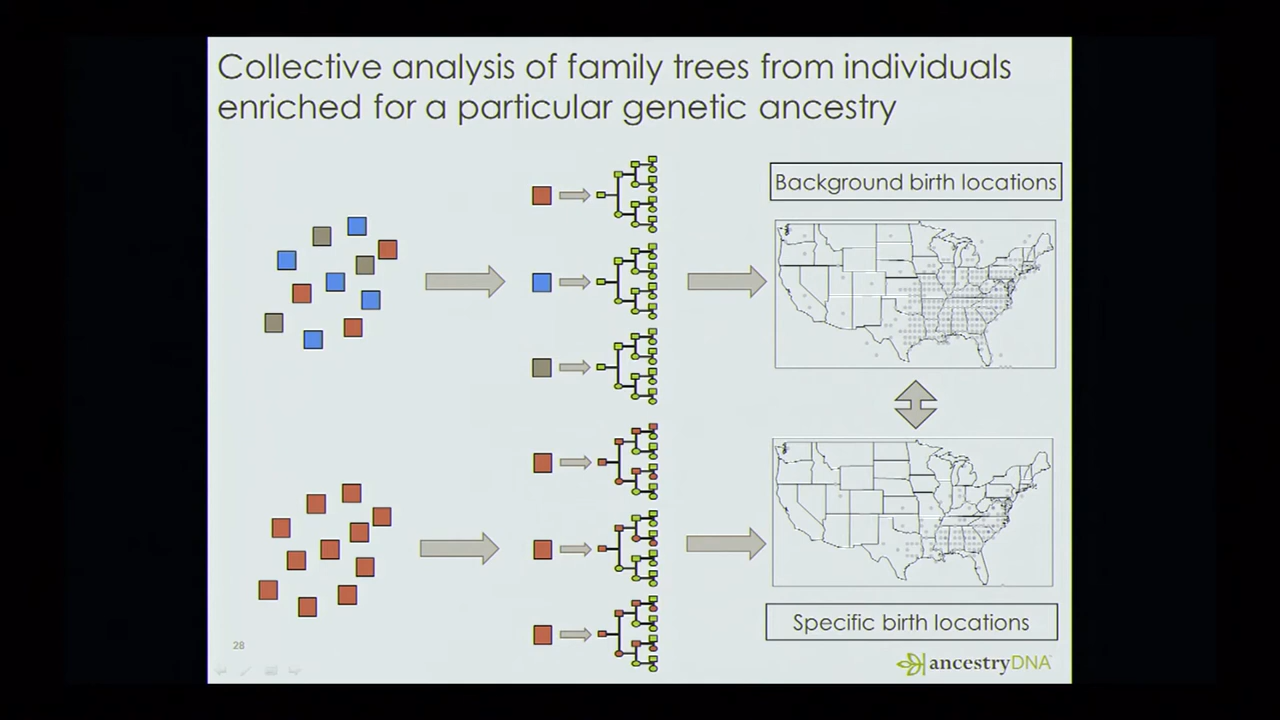 Collective analysis of family trees from individuals
enriched for a particular genetic ancestry
Background birth locations
Specific birth locations
28
ancestryDNA